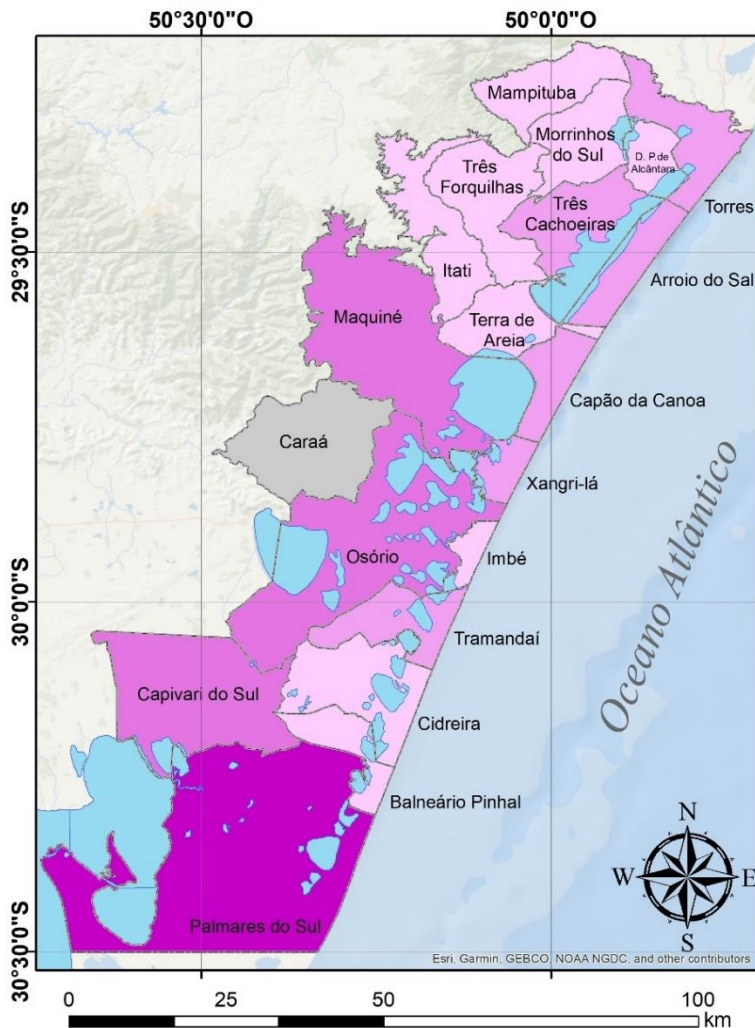 50°30'0"O
50°0'0"O
Mampituba
Morrinhos
do Sul
D. P. de
Alcântara
Três
Forquilhas
Três
Cachoeiras
Torres
29°30'0"S
Itati
Arroio do Sal
Maquiné
Terra de
Areia
Capão da Canoa
Caraá
Xangri-lá
Osório
Imbé
Oceano Atlântico
30°0'0"S
Tramandaí
Capivari do Sul
Cidreira
Balneário Pinhal
N
W
E
S
Palmares do Sul
30°30'0"S
Esri, Garmin, GEBCO, NOAA NGDC, and other contributors
0
25
50
100
km